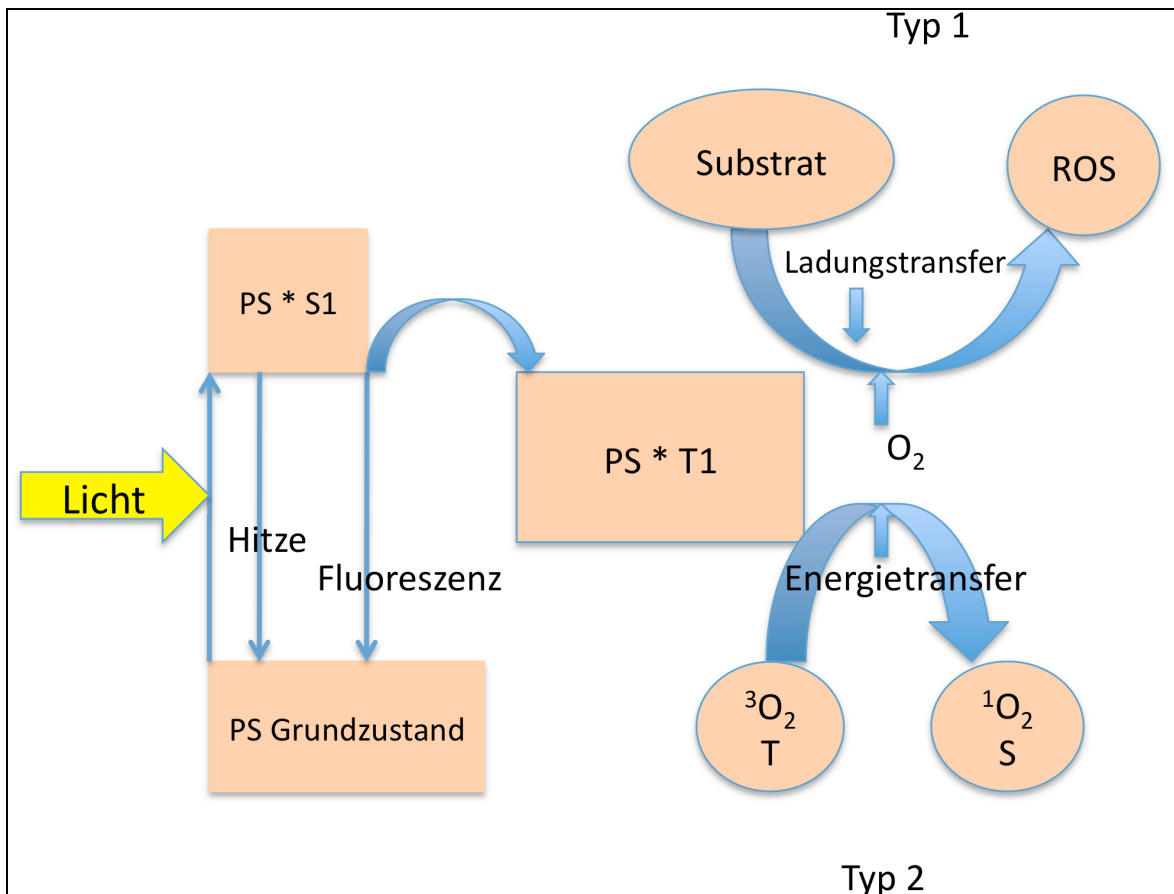 Typ 1
Substrat
ROS
Ladungstransfer
PS * S1
O₂
PS * T1
Licht
Hitze
Fluoreszenz
Energietransfer
PS Grundzustand
³O₂
T
¹O₂
S
Typ 2